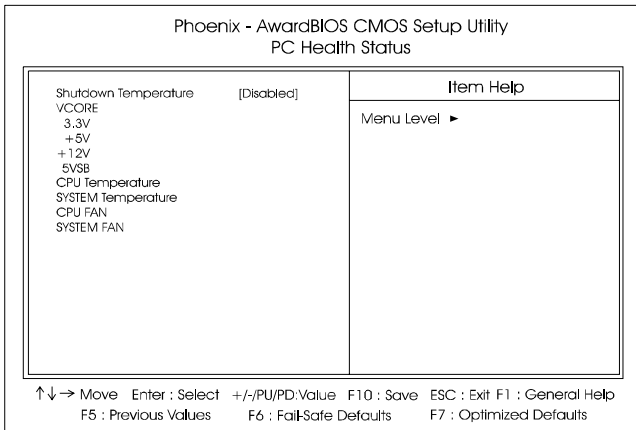 Phoenix - AwardBIOS CMOS Setup Utility
PC Health Status
Shutdown Temperature [Disabled]
VCORE
3.3V
+5V
+12V
5VSB
CPU Temperature
SYSTEM Temperature
CPU FAN
SYSTEM FAN
Item Help
Menu Level ►
↑↓→ Move Enter : Select +/-/PU/PD:Value F10 : Save ESC : Exit F1 : General Help
F5 : Previous Values F6 : Fail-Safe Defaults F7 : Optimized Defaults